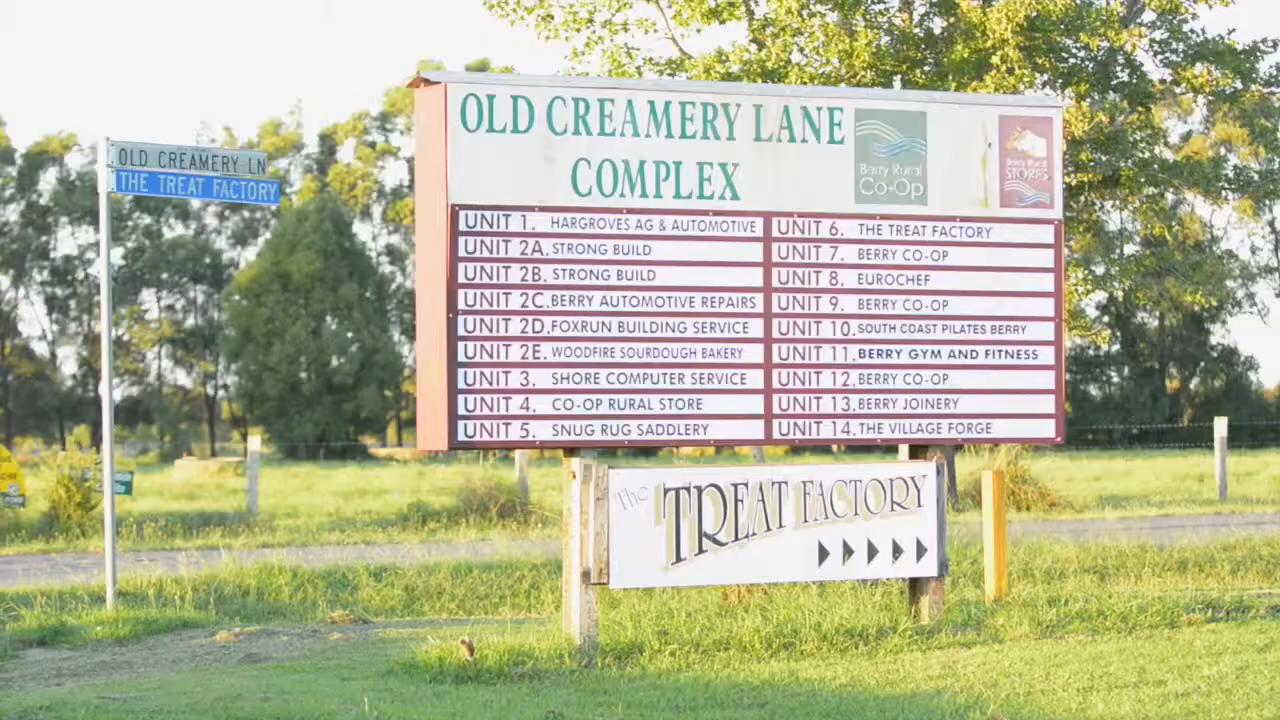 OLD CREAMERY LN
THE TREAT FACTORY
OLD CREAMERY LANE
COMPLEX
Berry Rural
Co-Op
Berry Rural
STORES
UNIT 1. HARGROVES AG & AUTOMOTIVE
UNIT 2A. STRONG BUILD
UNIT 2B. STRONG BUILD
UNIT 2C. BERRY AUTOMOTIVE REPAIRS
UNIT 2D. FOXRUN BUILDING SERVICE
UNIT 2E. WOODFIRE SOURDOUGH BAKERY
UNIT 3. SHORE COMPUTER SERVICE
UNIT 4. CO-OP RURAL STORE
UNIT 5. SNUG RUG SADDLERY
UNIT 6. THE TREAT FACTORY
UNIT 7. BERRY CO-OP
UNIT 8. EUROCHEF
UNIT 9. BERRY CO-OP
UNIT 10. SOUTH COAST PILATES BERRY
UNIT 11. BERRY GYM AND FITNESS
UNIT 12. BERRY CO-OP
UNIT 13. BERRY JOINERY
UNIT 14. THE VILLAGE FORGE
The TREAT FACTORY